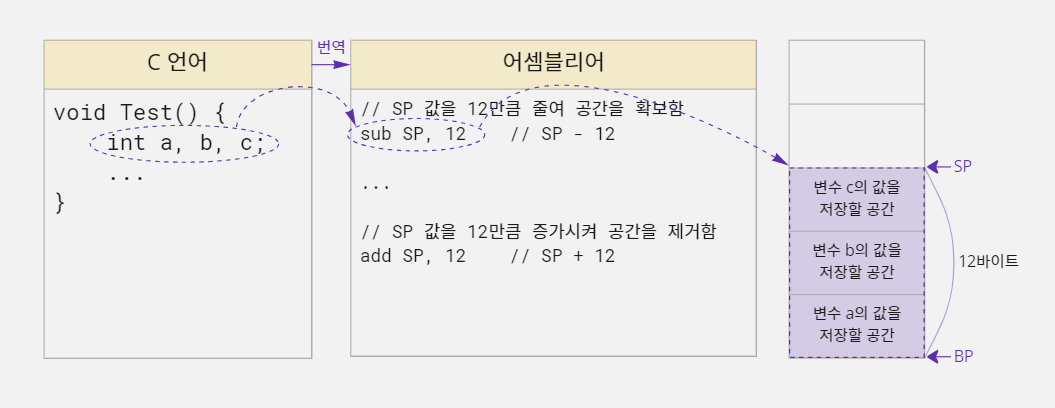 C 언어
번역
어셈블리어
void Test() {
int a, b, c;
...
}
// SP 값을 12만큼 줄여 공간을 확보함
sub SP, 12 // SP - 12
...
// SP 값을 12만큼 증가시켜 공간을 제거함
add SP, 12 // SP + 12
SP
변수 c의 값을
저장할 공간
변수 b의 값을
저장할 공간
변수 a의 값을
저장할 공간
12바이트
BP